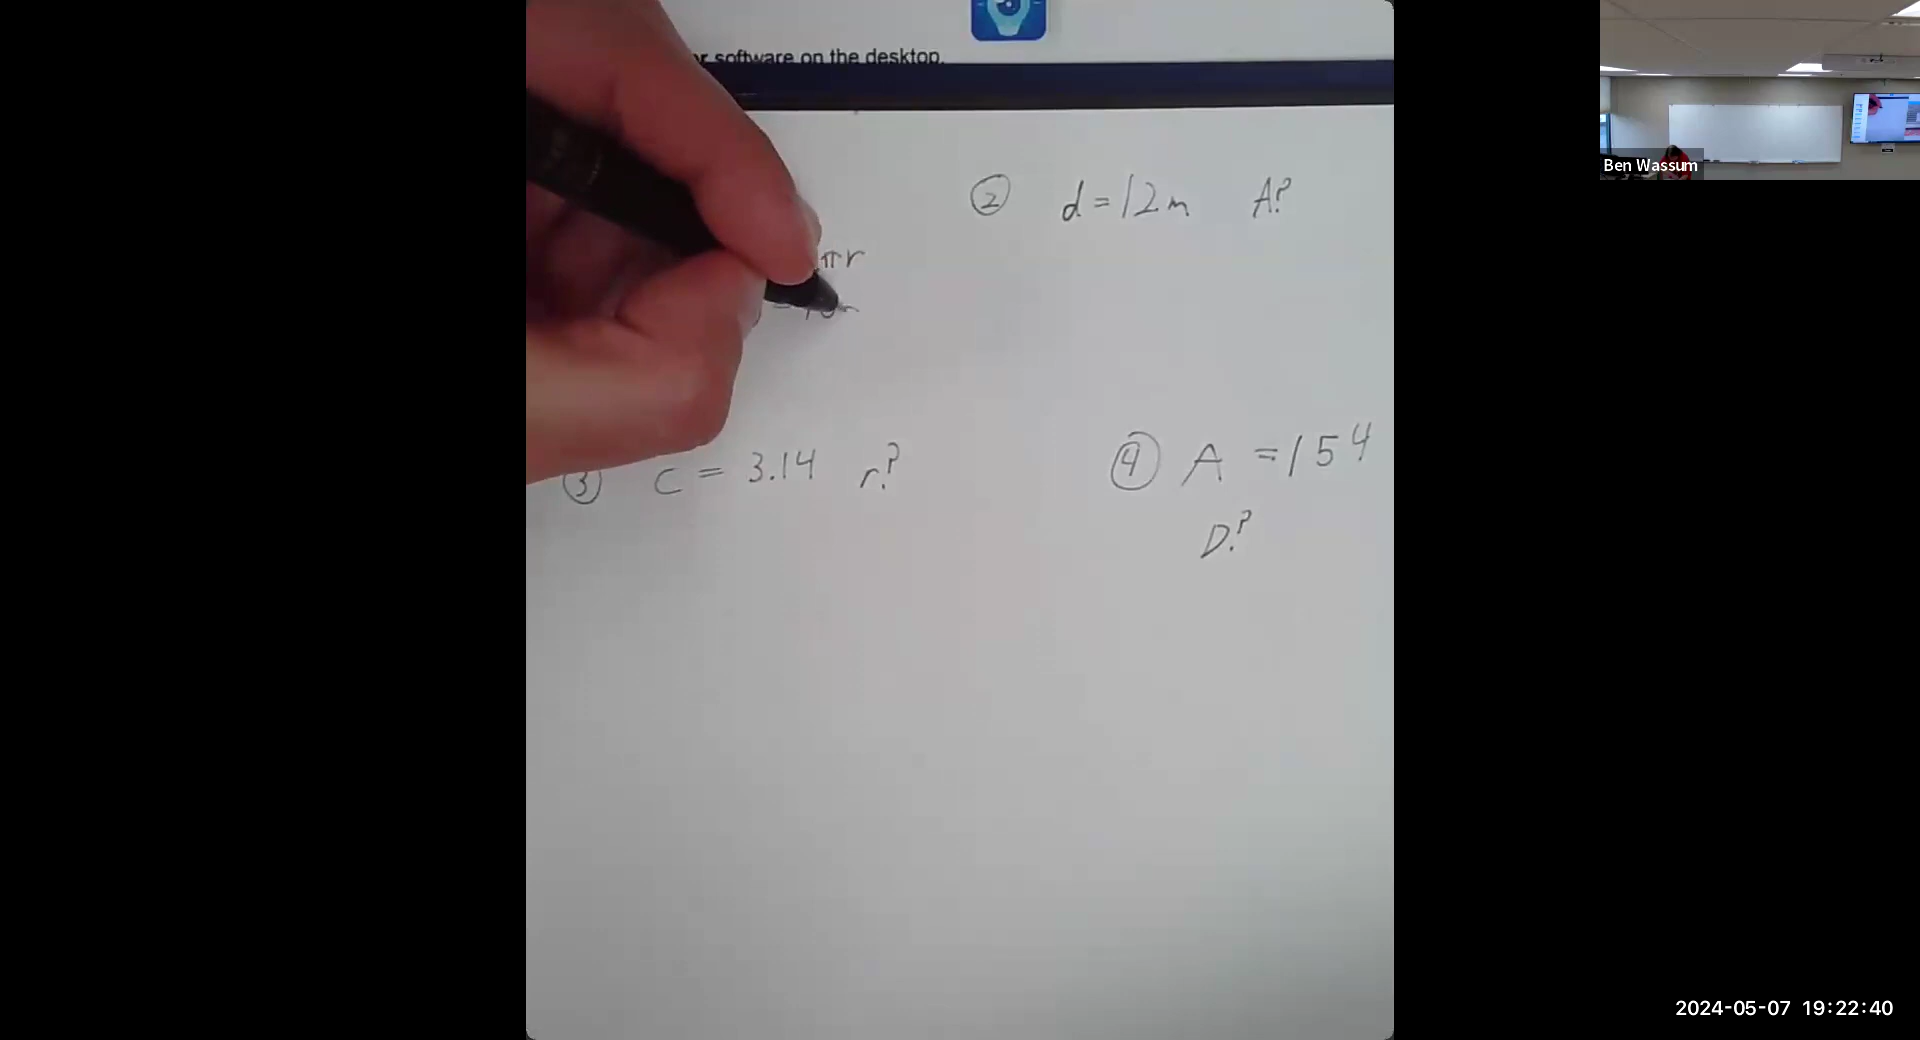 software on the desktop.
② d = 12m A?
πr
③ C = 3.14 r?
④ A = 154
D?
Ben Wassum
2024-05-07 19:22:40